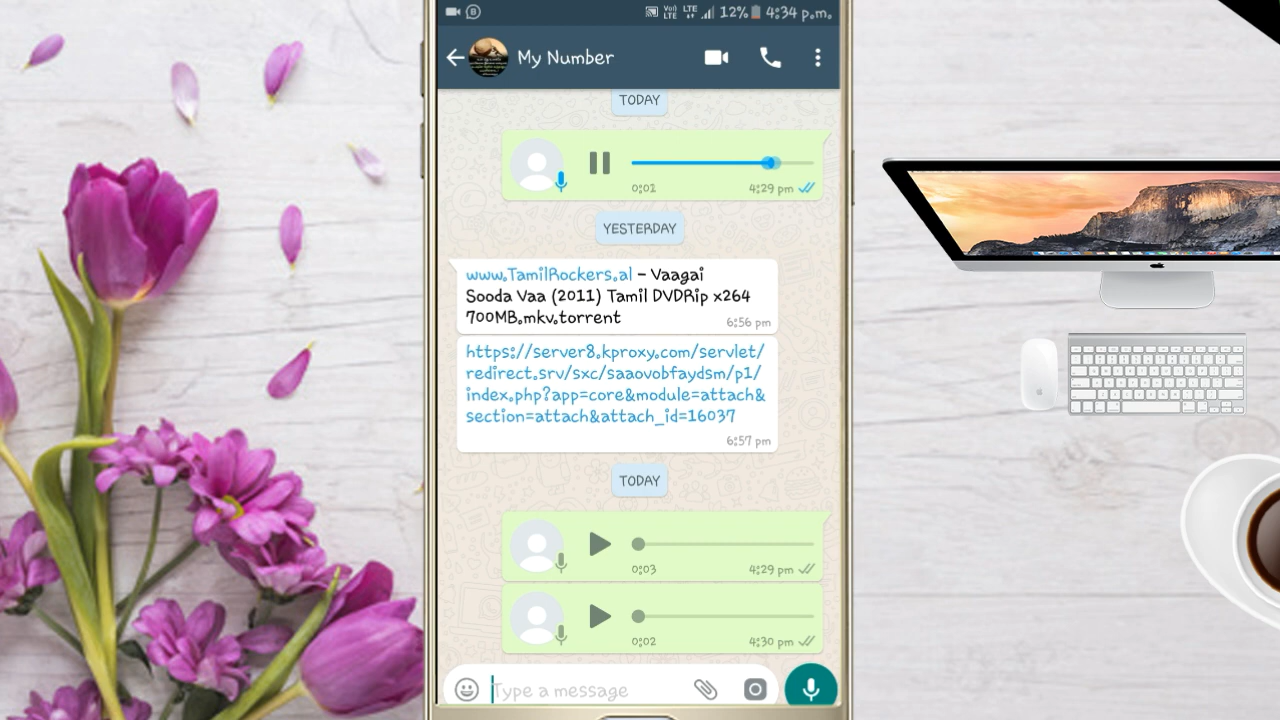 Vo) LTE LTE 12% 4:34 p.m.
My Number
TODAY
0:01 4:29 pm
YESTERDAY
www.TamilRockers.al - Vaagai
Sooda Vaa (2011) Tamil DVDRip x264
700MB.mkv.torrent
6:56 pm
https://server8.kproxy.com/servlet/
redirect.srv/sxc/saaovobfaydsm/p1/
index.php?app=core&module=attach&
section=attach&attach_id=16037
6:57 pm
TODAY
0:03 4:29 pm
0:02 4:30 pm
Type a message